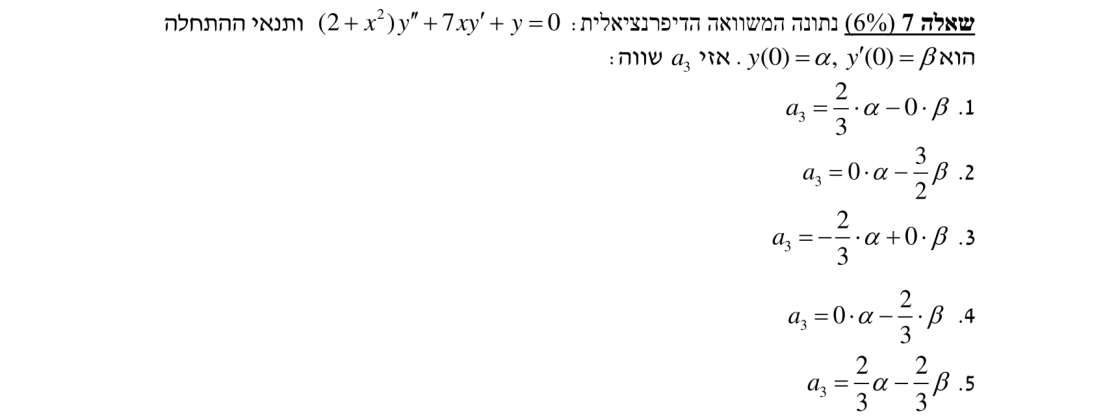 שאלה 7 (6%) נתונה המשוואה הדיפרנציאלית: (2 + x²)y″ + 7xy′ + y = 0 ותנאי ההתחלה
הוא y(0) = α, y′(0) = β. אזי a₃ שווה:
1. a₃ = 2/3 · α − 0 · β
2. a₃ = 0 · α − 3/2 β
3. a₃ = −2/3 · α + 0 · β
4. a₃ = 0 · α − 2/3 · β
5. a₃ = 2/3 α − 2/3 β